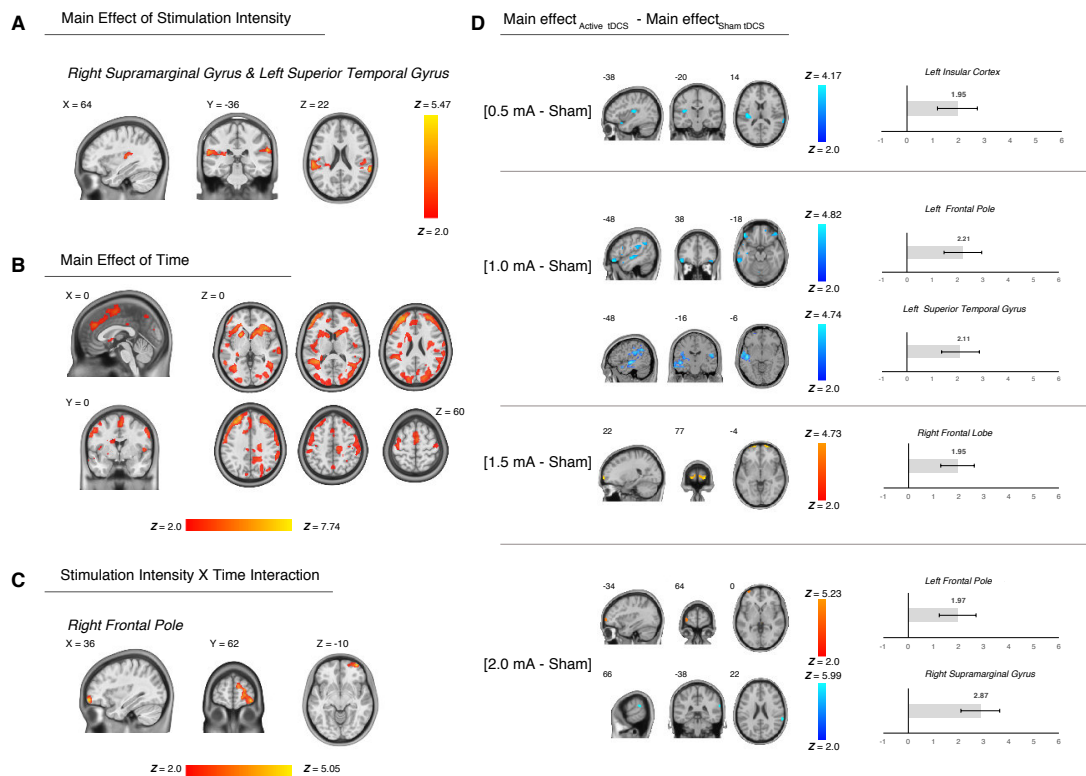 A
Main Effect of Stimulation Intensity
Right Supramarginal Gyrus & Left Superior Temporal Gyrus
X = 64
Y = -36
Z = 22
Z = 5.47
Z = 2.0
B
Main Effect of Time
X = 0
Z = 0
Y = 0
Z = 60
Z = 2.0
Z = 7.74
C
Stimulation Intensity X Time Interaction
Right Frontal Pole
X = 36
Y = 62
Z = -10
Z = 2.0
Z = 5.05
D
Main effect Active tDCS - Main effect Sham tDCS
[0.5 mA - Sham]
-38
-20
14
Z = 4.17
Z = 2.0
Left Insular Cortex
1.95
-1 0 1 2 3 4 5 6
[1.0 mA - Sham]
-48
38
-18
Z = 4.82
Z = 2.0
Left Frontal Pole
2.21
-1 0 1 2 3 4 5 6
-48
-16
-6
Z = 4.74
Z = 2.0
Left Superior Temporal Gyrus
2.11
-1 0 1 2 3 4 5 6
[1.5 mA - Sham]
22
77
-4
Z = 4.73
Z = 2.0
Right Frontal Lobe
1.95
-1 0 1 2 3 4 5 6
[2.0 mA - Sham]
-34
64
0
Z = 5.23
Z = 2.0
Left Frontal Pole
1.97
-1 0 1 2 3 4 5 6
66
-38
22
Z = 5.99
Z = 2.0
Right Supramarginal Gyrus
2.87
-1 0 1 2 3 4 5 6